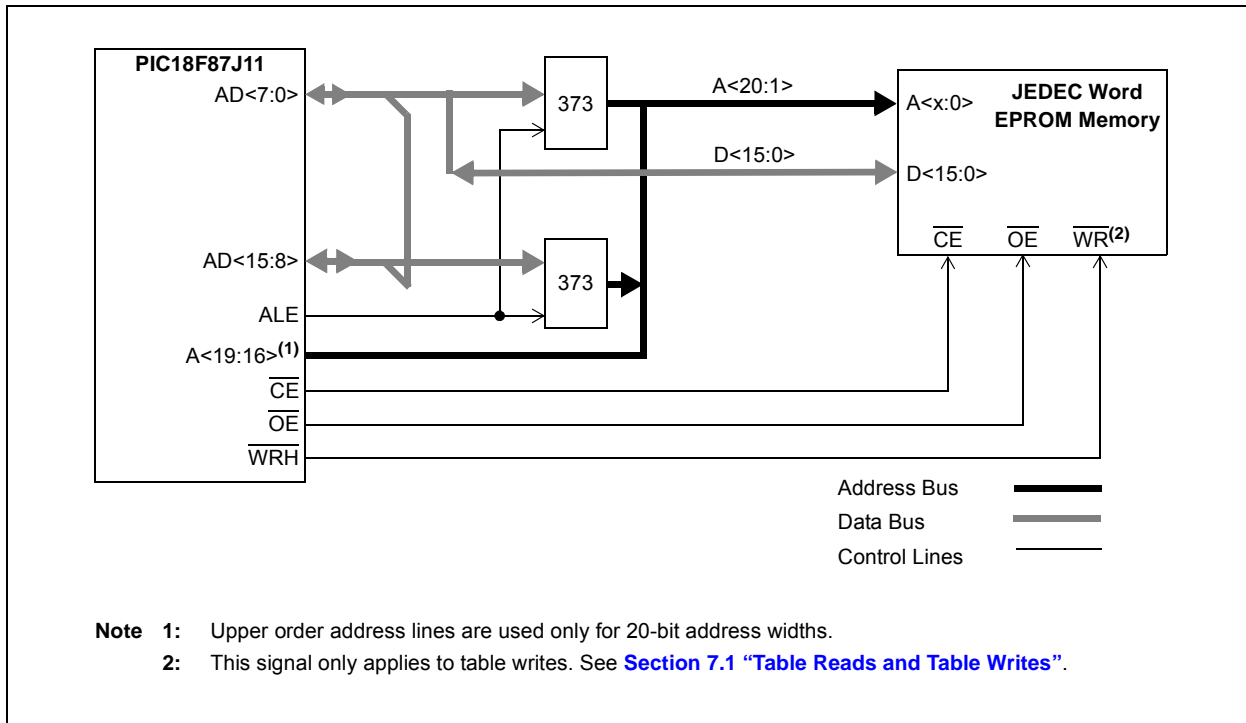 PIC18F87J11
AD<7:0>
373
A<20:1>
A<x:0>
JEDEC Word
EPROM Memory
D<15:0>
D<15:0>
CE
OE
WR(2)
AD<15:8>
373
ALE
A<19:16>(1)
CE
OE
WRH
Address Bus
Data Bus
Control Lines
Note 1: Upper order address lines are used only for 20-bit address widths.
2: This signal only applies to table writes. See Section 7.1 “Table Reads and Table Writes”.